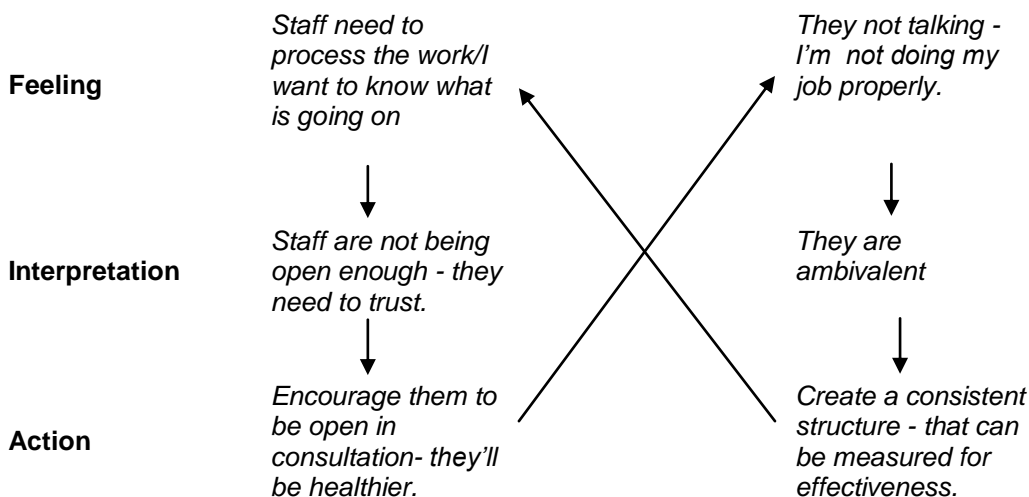 Feeling
Staff need to
process the work/I
want to know what
is going on
They not talking -
I'm  not doing my
job properly.
Interpretation
Staff are not being
open enough - they
need to trust.
They are
ambivalent
Action
Encourage them to
be open in
consultation- they'll
be healthier.
Create a consistent
structure - that can
be measured for
effectiveness.